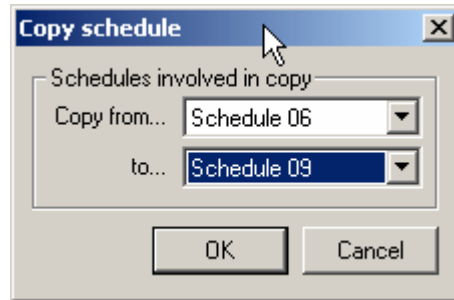 Copy schedule
Schedules involved in copy
Copy from... Schedule 06
to... Schedule 09
OK Cancel